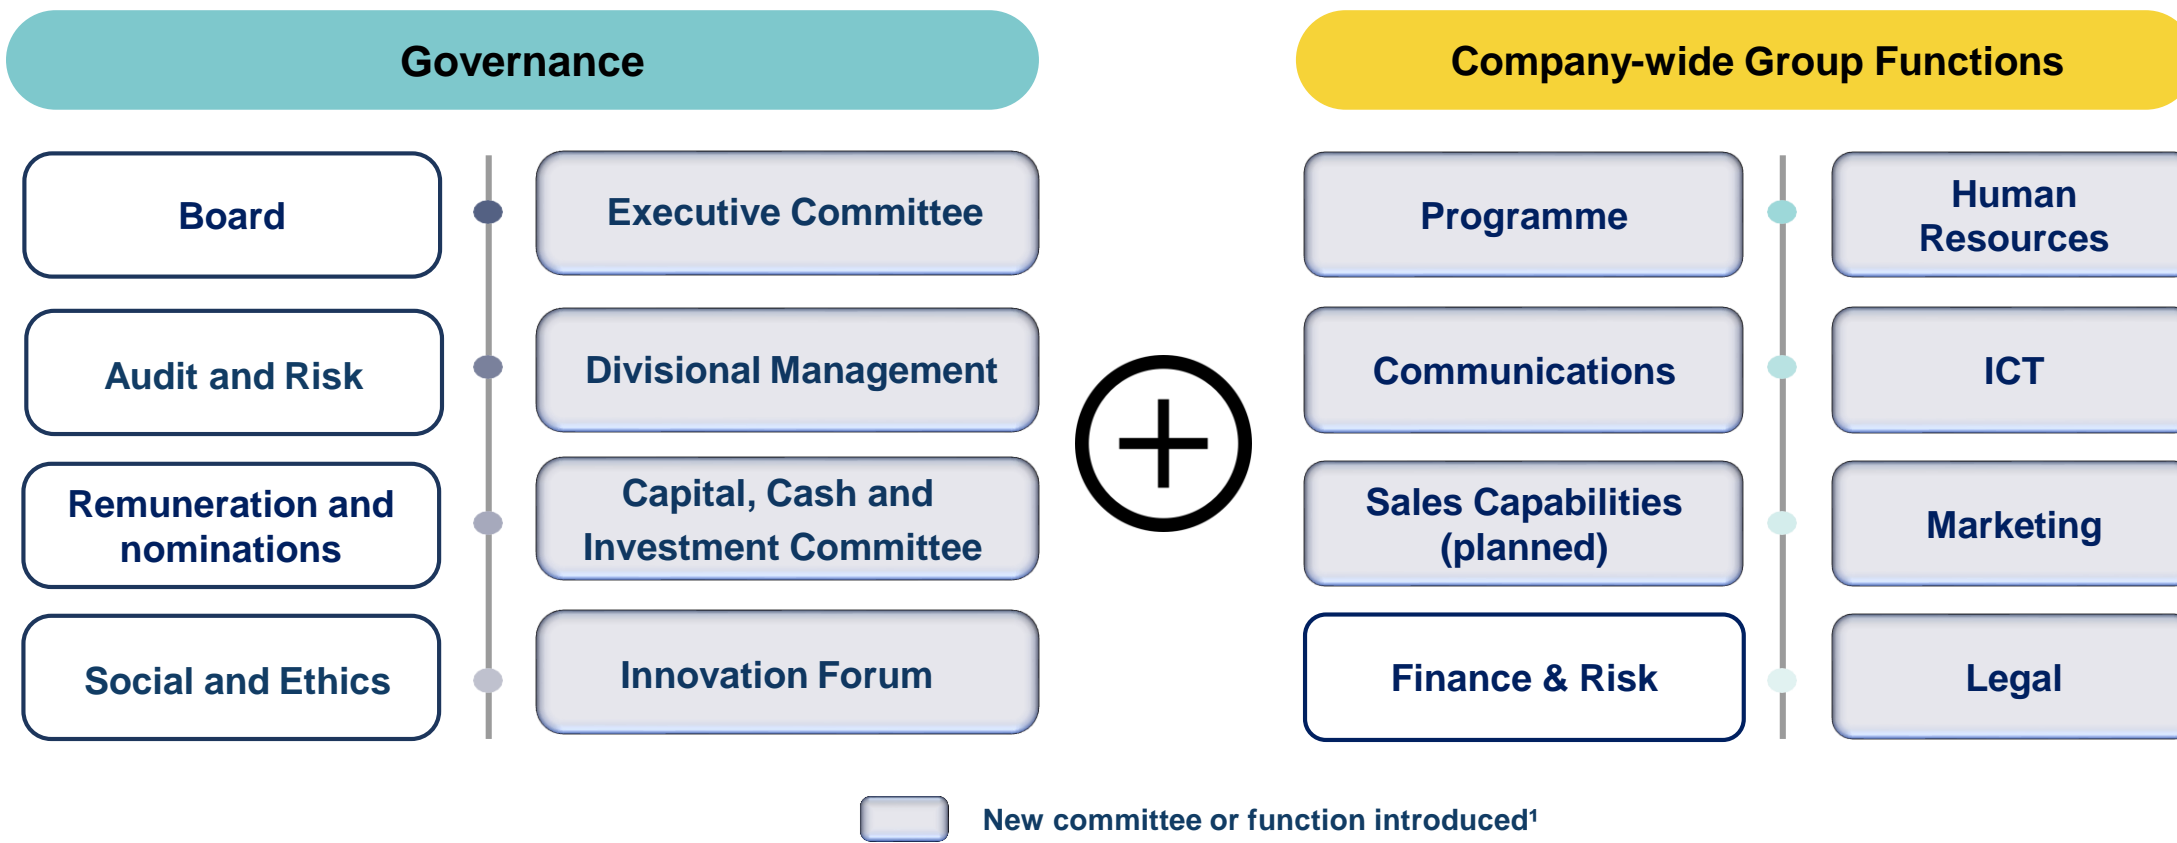 Governance
Company-wide Group Functions
Board
Executive Committee
Programme
Human
Resources
Audit and Risk
Divisional Management
Communications
ICT
Remuneration and
nominations
Capital, Cash and
Investment Committee
Sales Capabilities
(planned)
Marketing
Social and Ethics
Innovation Forum
Finance & Risk
Legal
New committee or function introduced¹